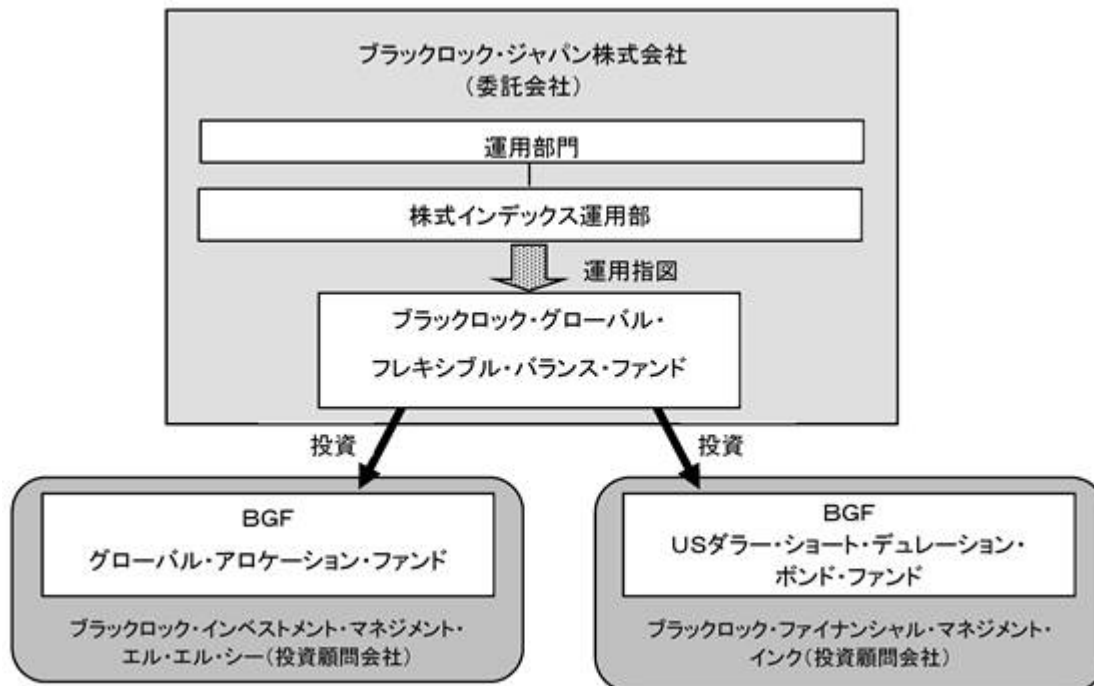 ブラックロック・ジャパン株式会社
（委託会社）
運用部門
株式インデックス運用部
運用指図
ブラックロック・グローバル・
フレキシブル・バランス・ファンド
投資
投資
ＢＧＦ
グローバル・アロケーション・ファンド
ブラックロック・インベストメント・マネジメント・
エル・エル・シー（投資顧問会社）
ＢＧＦ
ＵＳダラー・ショート・デュレーション・
ボンド・ファンド
ブラックロック・ファイナンシャル・マネジメント・
インク（投資顧問会社）